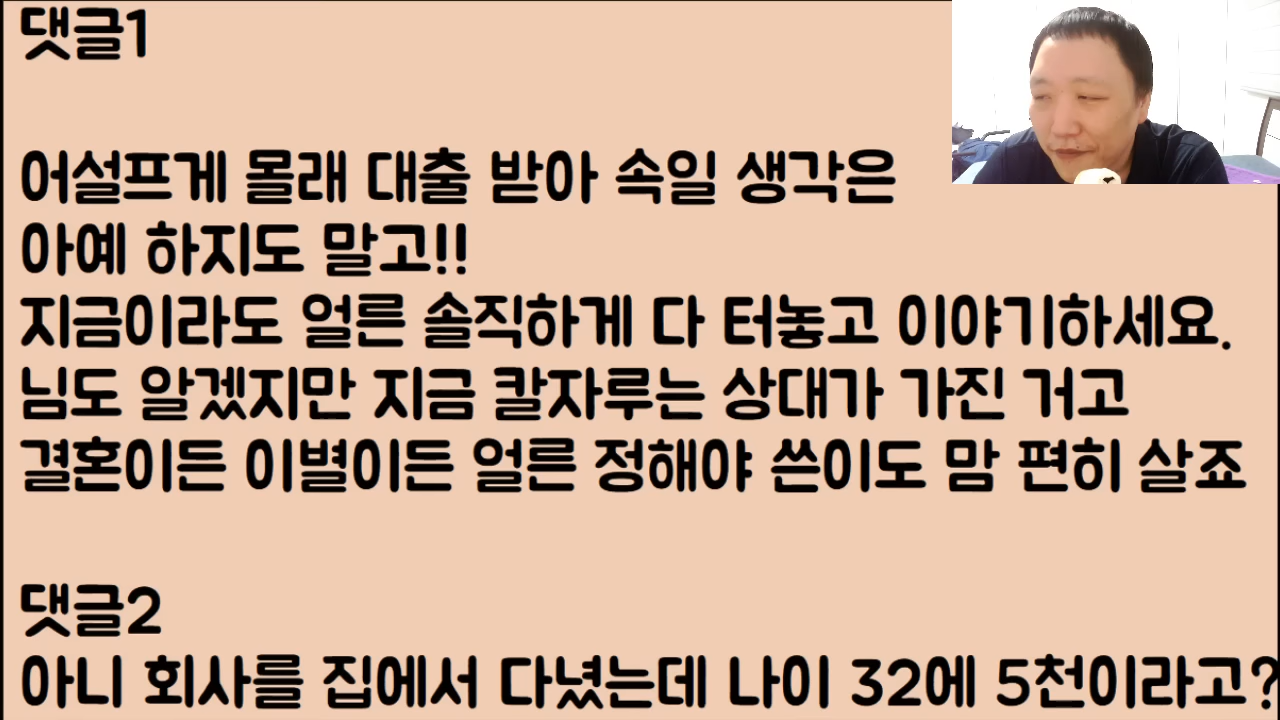 댓글1
어설프게 몰래 대출 받아 속일 생각은
아예 하지도 말고!!
지금이라도 얼른 솔직하게 다 터놓고 이야기하세요.
님도 알겠지만 지금 칼자루는 상대가 가진 거고
결혼이든 이별이든 얼른 정해야 쓴이도 맘 편히 살죠
댓글2
아니 회사를 집에서 다녔는데 나이 32에 5천이라고?